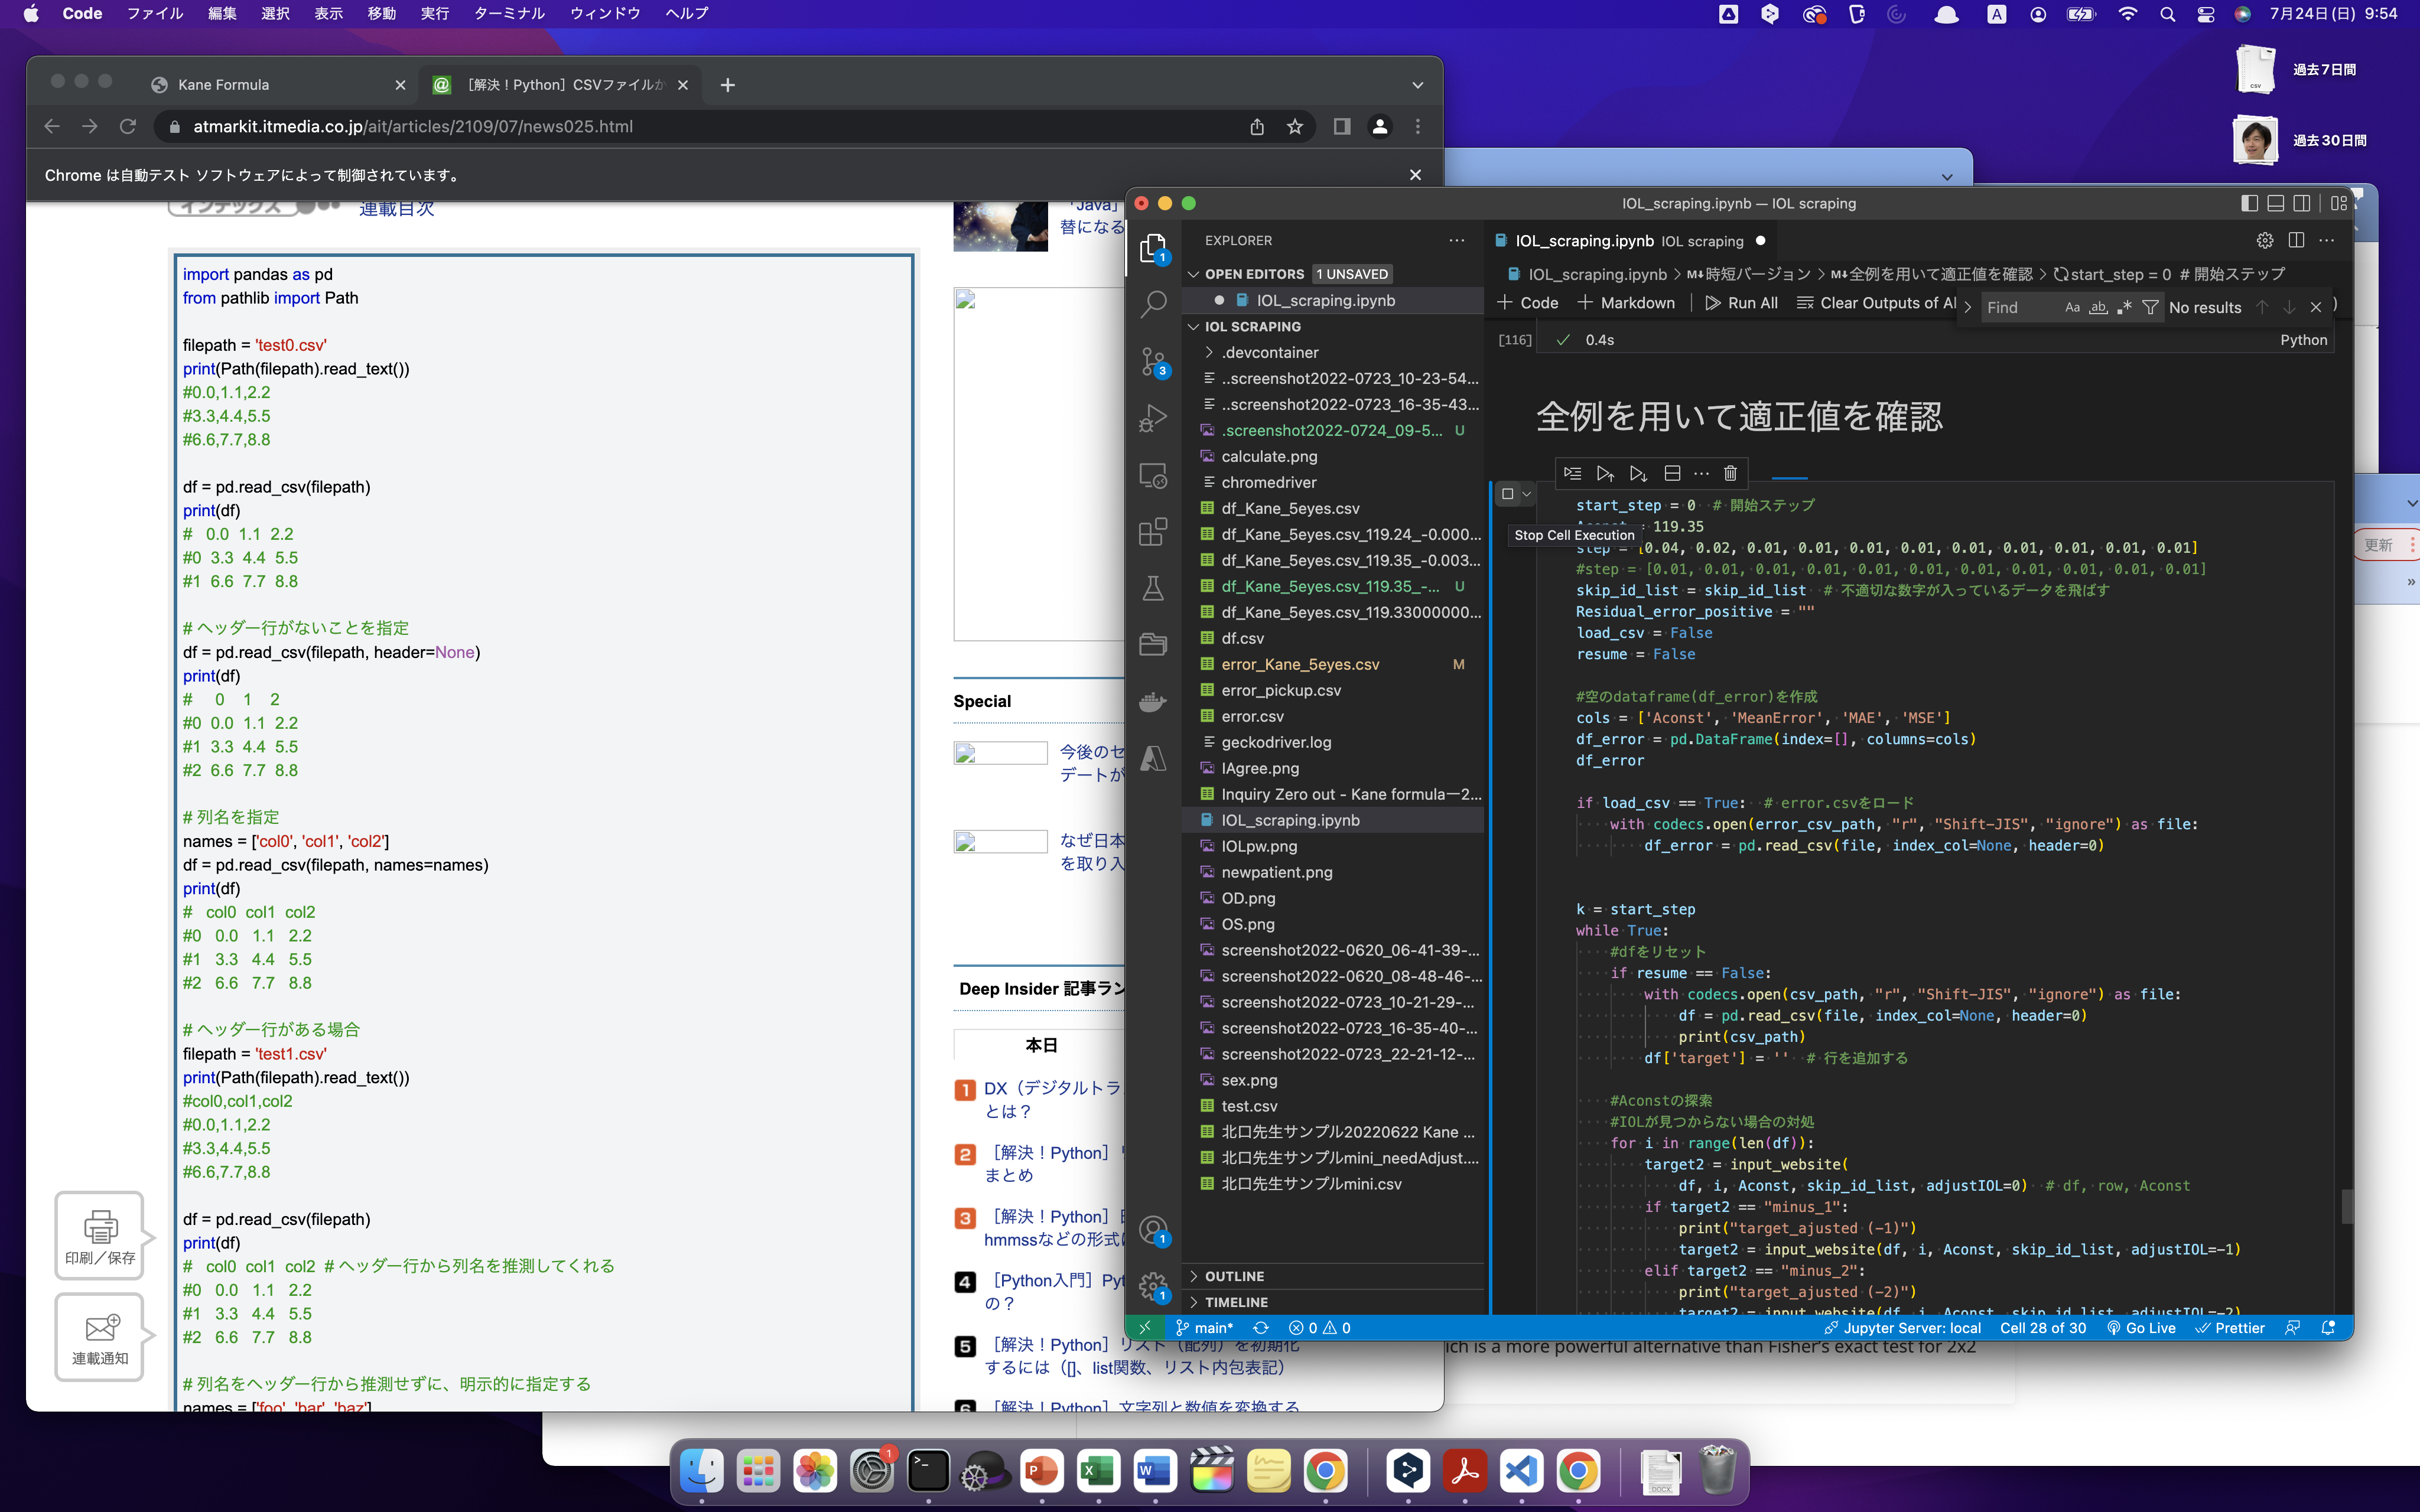 Code ファイル 編集 選択 表示 移動 実行 ターミナル ウィンドウ ヘルプ
7月24日(日) 9:54
過去7日間
過去30日間
Kane Formula
［解決！Python］CSVファイルか
atmarkit.itmedia.co.jp/ait/articles/2109/07/news025.html
Chrome は自動テスト ソフトウェアによって制御されています。
インデックス
連載目次
import pandas as pd
from pathlib import Path
filepath = 'test0.csv'
print(Path(filepath).read_text())
#0.0,1.1,2.2
#3.3,4.4,5.5
#6.6,7.7,8.8
df = pd.read_csv(filepath)
print(df)
# 0.0 1.1 2.2
#0 3.3 4.4 5.5
#1 6.6 7.7 8.8
# ヘッダー行がないことを指定
df = pd.read_csv(filepath, header=None)
print(df)
# 0 1 2
#0 0.0 1.1 2.2
#1 3.3 4.4 5.5
#2 6.6 7.7 8.8
# 列名を指定
names = ['col0', 'col1', 'col2']
df = pd.read_csv(filepath, names=names)
print(df)
# col0 col1 col2
#0 0.0 1.1 2.2
#1 3.3 4.4 5.5
#2 6.6 7.7 8.8
# ヘッダー行がある場合
filepath = 'test1.csv'
print(Path(filepath).read_text())
#col0,col1,col2
#0.0,1.1,2.2
#3.3,4.4,5.5
#6.6,7.7,8.8
df = pd.read_csv(filepath)
print(df)
# col0 col1 col2 # ヘッダー行から列名を推測してくれる
#0 0.0 1.1 2.2
#1 3.3 4.4 5.5
#2 6.6 7.7 8.8
# 列名をヘッダー行から推測せずに、明示的に指定する
names = ['foo', 'bar', 'baz']
印刷／保存
連載通知
「Java」
替になる
Special
今後のセ
デートが
なぜ日本
を取り入
Deep Insider 記事ラン
本日
1 DX（デジタルトラ
とは？
2 ［解決！Python］リ
まとめ
3 ［解決！Python］
hmmssなどの形式に
4 ［Python入門］Pyt
の？
5 ［解決！Python］リスト（配列）を初期化
するには（[]、list関数、リスト内包表記）
6 ［解決！Python］文字列と数値を変換する
IOL_scraping.ipynb — IOL scraping
EXPLORER
OPEN EDITORS 1 UNSAVED
IOL_scraping.ipynb
IOL SCRAPING
.devcontainer
..screenshot2022-0723_10-23-54...
..screenshot2022-0723_16-35-43...
.screenshot2022-0724_09-5... U
calculate.png
chromedriver
df_Kane_5eyes.csv
df_Kane_5eyes.csv_119.24_-0.000...
df_Kane_5eyes.csv_119.35_-0.003...
df_Kane_5eyes.csv_119.35_-... U
df_Kane_5eyes.csv_119.33000000...
df.csv
error_Kane_5eyes.csv M
error_pickup.csv
error.csv
geckodriver.log
IAgree.png
Inquiry Zero out - Kane formula一2...
IOL_scraping.ipynb
IOLpw.png
newpatient.png
OD.png
OS.png
screenshot2022-0620_06-41-39-...
screenshot2022-0620_08-48-46-...
screenshot2022-0723_10-21-29-...
screenshot2022-0723_16-35-40-...
screenshot2022-0723_22-21-12-...
sex.png
test.csv
北口先生サンプル20220622 Kane ...
北口先生サンプルmini_needAdjust....
北口先生サンプルmini.csv
OUTLINE
TIMELINE
IOL_scraping.ipynb IOL scraping
IOL_scraping.ipynb > M↓時短バージョン > M↓全例を用いて適正値を確認 > start_step = 0 # 開始ステップ
Code Markdown Run All Clear Outputs of Al
Find Aa ab .* No results
[116] 0.4s Python
全例を用いて適正値を確認
start_step = 0 # 開始ステップ
Stop Cell Execution
119.35
step = [0.04, 0.02, 0.01, 0.01, 0.01, 0.01, 0.01, 0.01, 0.01, 0.01, 0.01]
#step = [0.01, 0.01, 0.01, 0.01, 0.01, 0.01, 0.01, 0.01, 0.01, 0.01, 0.01]
skip_id_list = skip_id_list # 不適切な数字が入っているデータを飛ばす
Residual_error_positive = ""
load_csv = False
resume = False
#空のdataframe(df_error)を作成
cols = ['Aconst', 'MeanError', 'MAE', 'MSE']
df_error = pd.DataFrame(index=[], columns=cols)
df_error
if load_csv == True: # error.csvをロード
with codecs.open(error_csv_path, "r", "Shift-JIS", "ignore") as file:
df_error = pd.read_csv(file, index_col=None, header=0)
k = start_step
while True:
#dfをリセット
if resume == False:
with codecs.open(csv_path, "r", "Shift-JIS", "ignore") as file:
df = pd.read_csv(file, index_col=None, header=0)
print(csv_path)
df['target'] = '' # 行を追加する
#Aconstの探索
#IOLが見つからない場合の対処
for i in range(len(df)):
target2 = input_website(
df, i, Aconst, skip_id_list, adjustIOL=0) # df, row, Aconst
if target2 == "minus_1":
print("target_ajusted (-1)")
target2 = input_website(df, i, Aconst, skip_id_list, adjustIOL=-1)
elif target2 == "minus_2":
print("target_ajusted (-2)")
target2 = input_website(df, i, Aconst, skip_id_list, adjustIOL=-2)
main* 0 0 Jupyter Server: local Cell 28 of 30 Go Live Prettier
更新
ich is a more powerful alternative than Fisher's exact test for 2x2